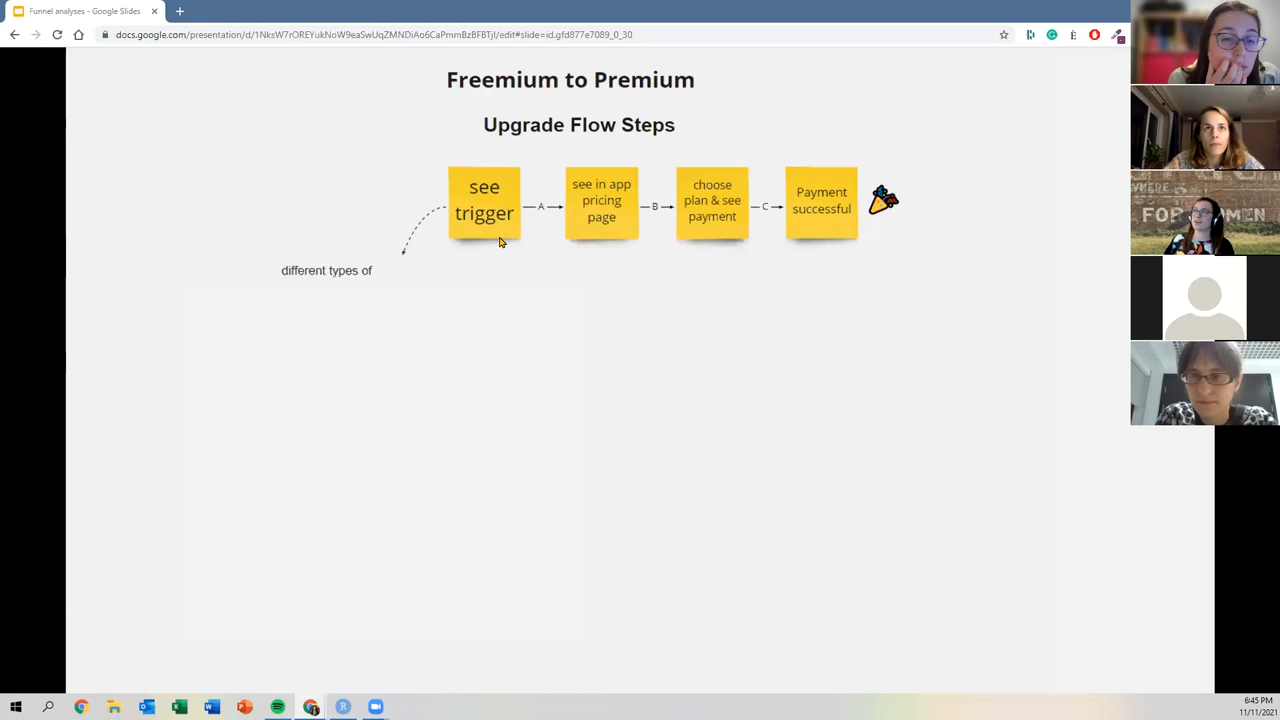 Funnel analyses - Google Slides
docs.google.com/presentation/d/1NksW7rOREYukNoW9eaSwUqZMNDiAo6CaPmmBzBFBTjI/edit#slide=id.gfd877e7089_0_30
Freemium to Premium
Upgrade Flow Steps
see
trigger
A
see in app
pricing
page
B
choose
plan & see
payment
C
Payment
successful
different types of
FOR
MEN
6:45 PM
11/11/2021